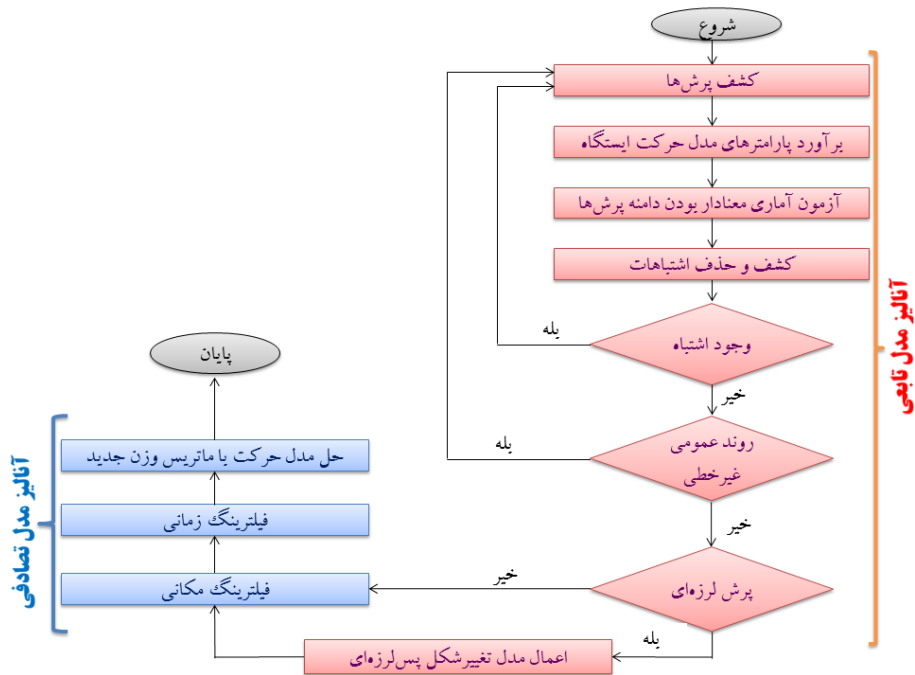 شروع
کشف پرش‌ها
برآورد پارامترهای مدل حرکت ایستگاه
آزمون آماری معنادار بودن دامنه پرش‌ها
کشف و حذف اشتباهات
وجود اشتباه
بله
خیر
روند عمومی
غیرخطی
بله
خیر
پرش لرزه‌ای
خیر
بله
اعمال مدل تغییرشکل پس‌لرزه‌ای
آنالیز مدل تابعی
پایان
حل مدل حرکت با ماتریس وزن جدید
فیلترینگ زمانی
فیلترینگ مکانی
آنالیز مدل تصادفی